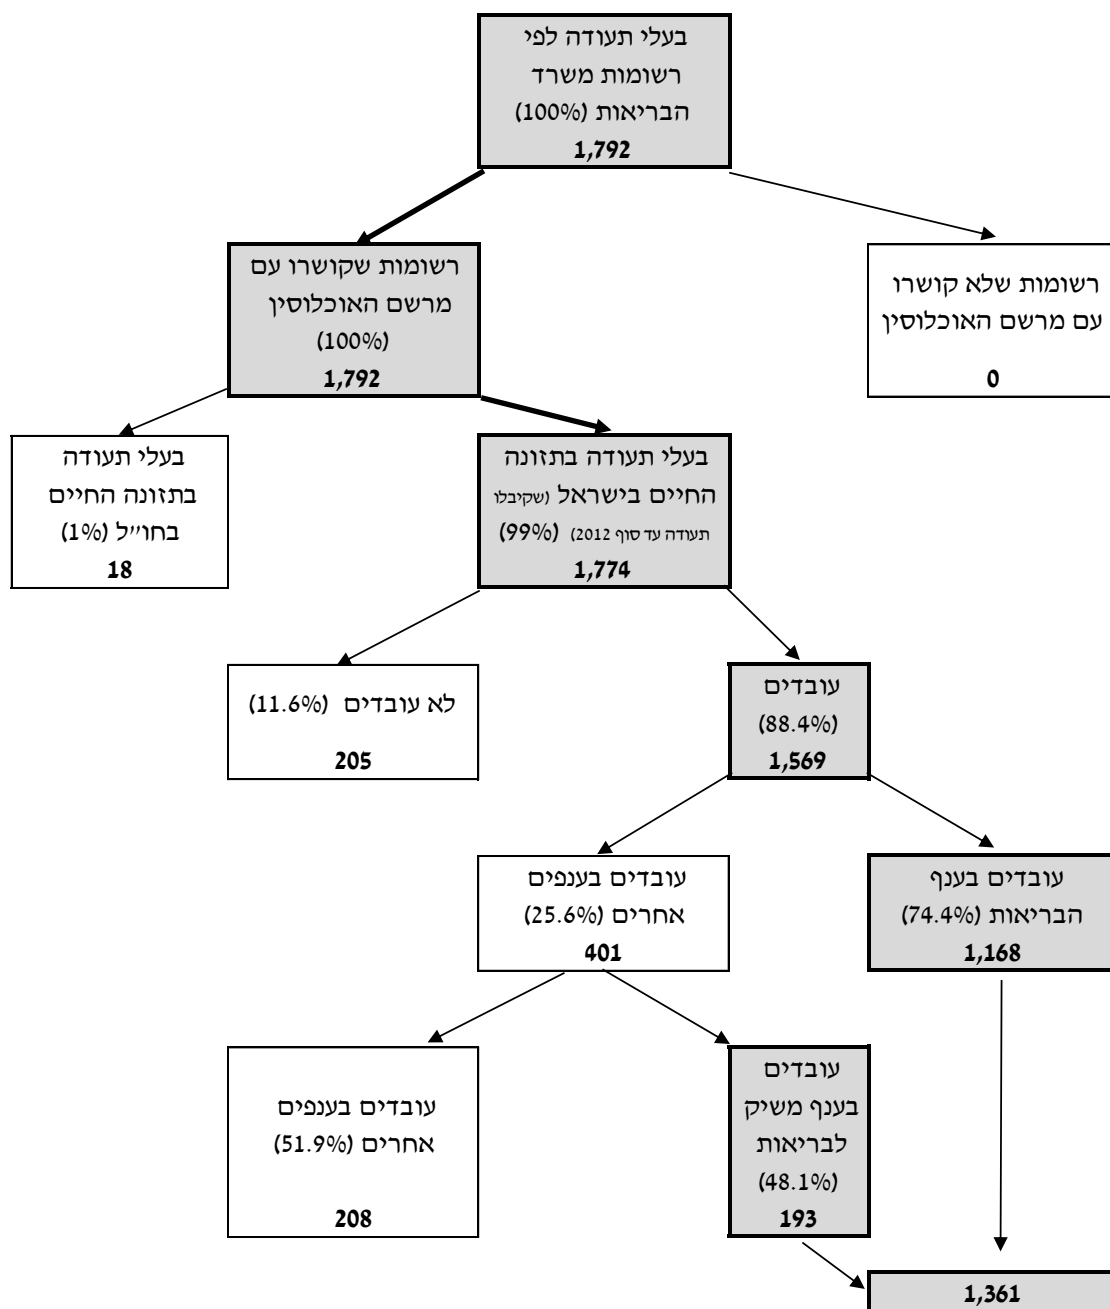 בעלי תעודה לפי
רשומות משרד
הבריאות (100%)
1,792
רשומות שקושרו עם
מרשם האוכלוסין
(100%)
1,792
רשומות שלא קושרו
עם מרשם האוכלוסין
0
בעלי תעודה בתזונה
החיים בישראל (שקיבלו
תעודה עד סוף 2012) (99%)
1,774
בעלי תעודה
בתזונה החיים
בחו״ל (1%)
18
עובדים
(88.4%)
1,569
לא עובדים (11.6%)
205
עובדים בענף
הבריאות (74.4%)
1,168
עובדים בענפים
אחרים (25.6%)
401
עובדים
בענף משיק
לבריאות
(48.1%)
193
עובדים בענפים
אחרים (51.9%)
208
1,361